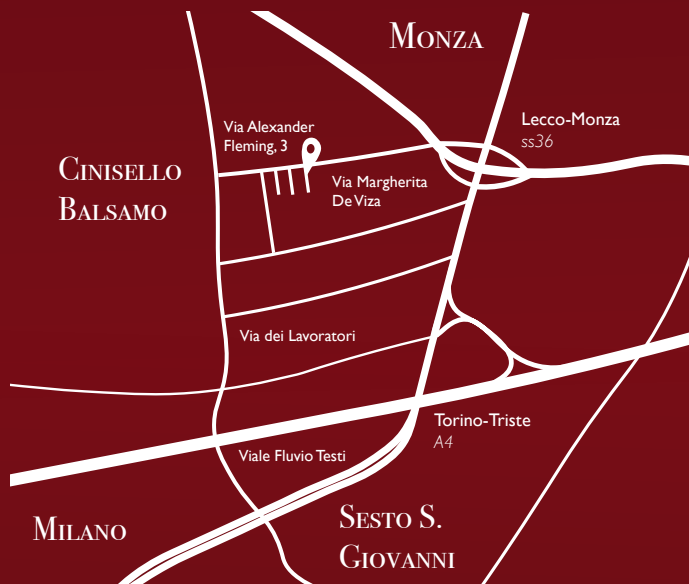 MONZA
Via Alexander
Fleming, 3
Lecco-Monza
ss36
CINISELLO
BALSAMO
Via Margherita
De Viza
Via dei Lavoratori
Torino-Triste
A4
Viale Fluvio Testi
MILANO
SESTO S.
GIOVANNI